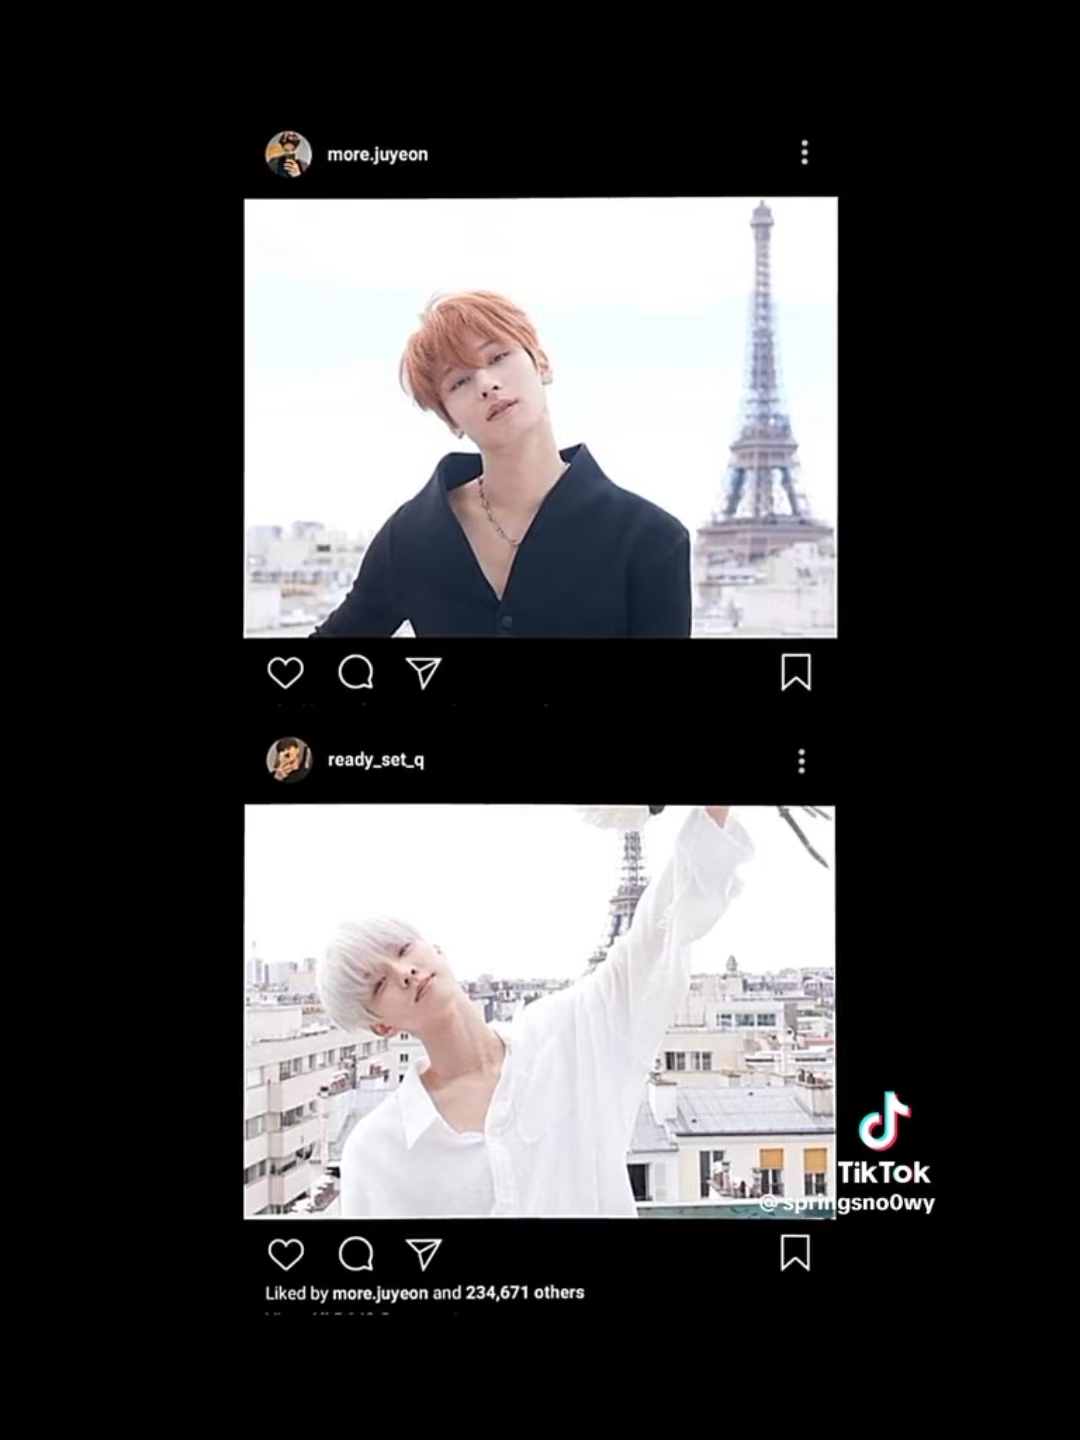 more.juyeon
ready_set_q
TikTok
@springsno0wy
Liked by more.juyeon and 234,671 others